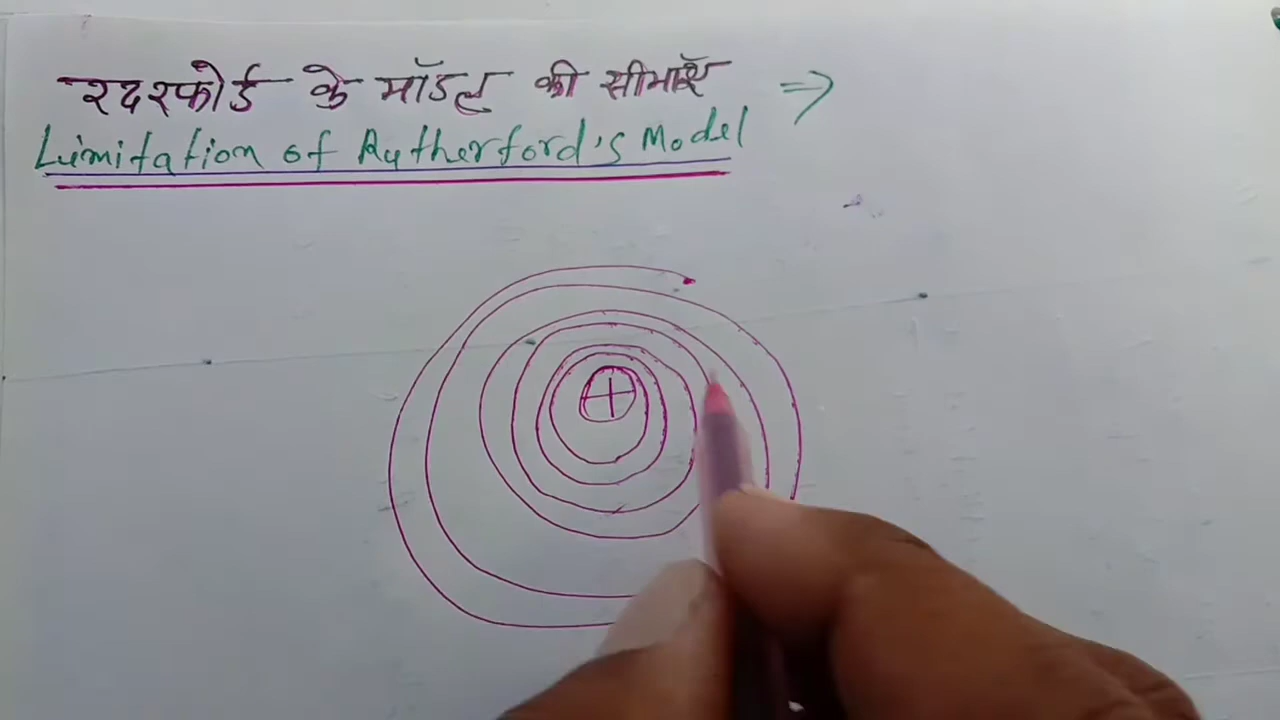 रदरफोर्ड के मॉडल की सीमाएँ ⇒
Limitation of Rutherford's Model
+